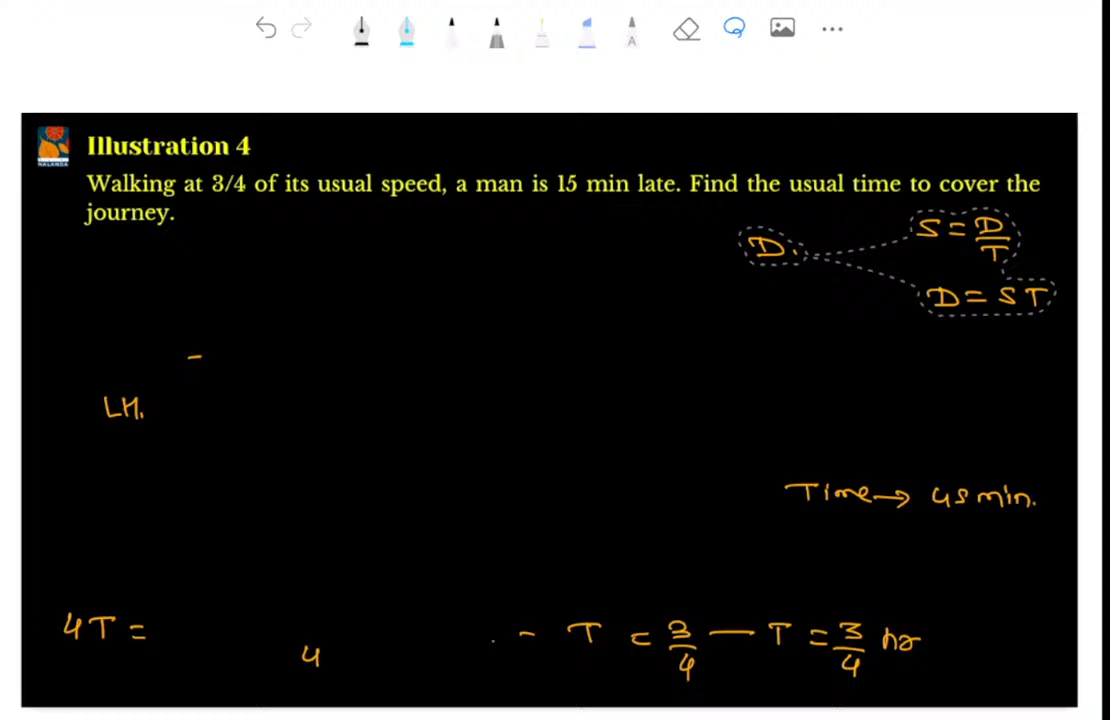 Illustration 4
Walking at 3/4 of its usual speed, a man is 15 min late. Find the usual time to cover the
journey.
D. S = D/T
D = S T
-
LH.
Time → 45 min.
4T =
4
- T = 3/4 — T = 3/4 hr
A
NALANDA